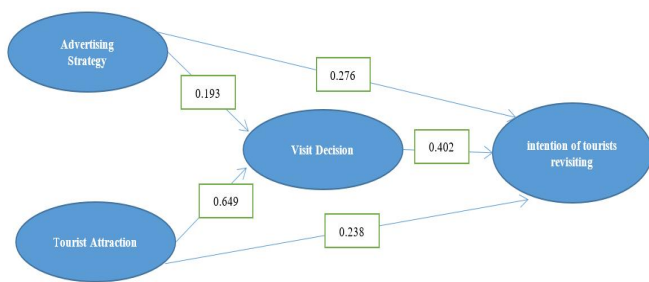 Advertising
Strategy
0.276
0.193
Visit Decision
0.402
intention of tourists
revisiting
0.649
Tourist Attraction
0.238